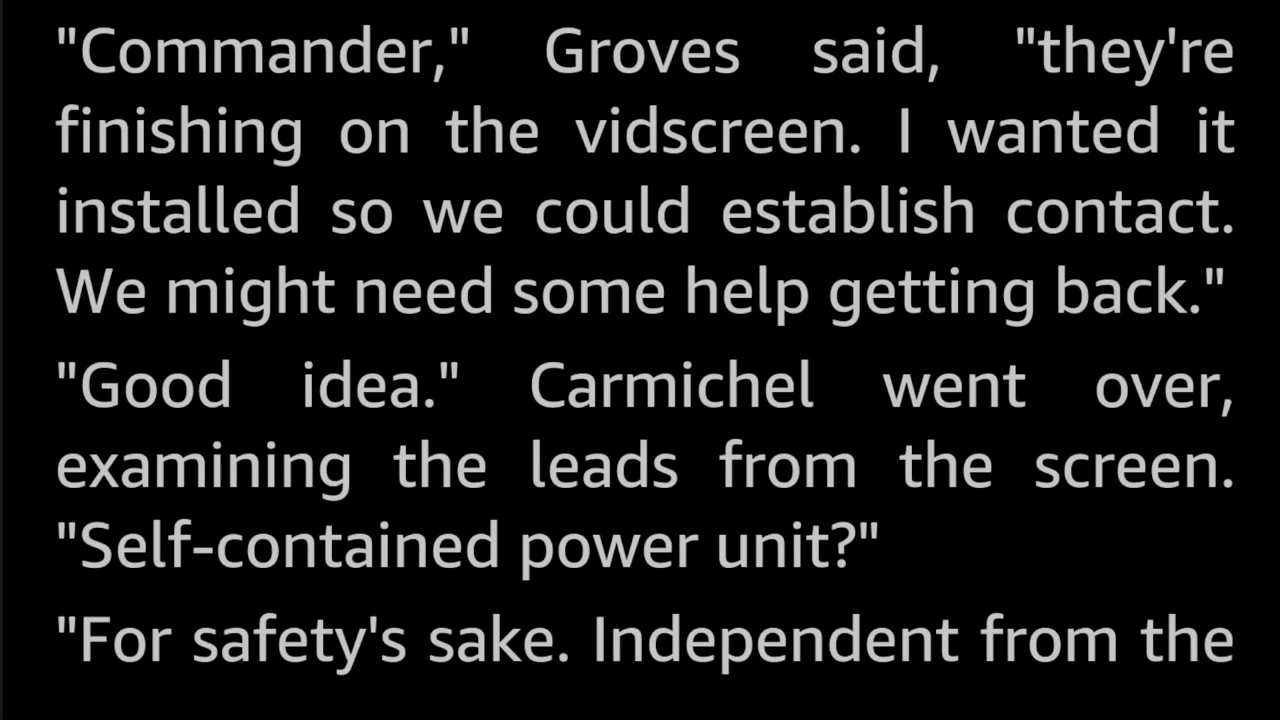 "Commander," Groves said, "they're
finishing on the vidscreen. I wanted it
installed so we could establish contact.
We might need some help getting back."
"Good idea." Carmichel went over,
examining the leads from the screen.
"Self-contained power unit?"
"For safety's sake. Independent from the